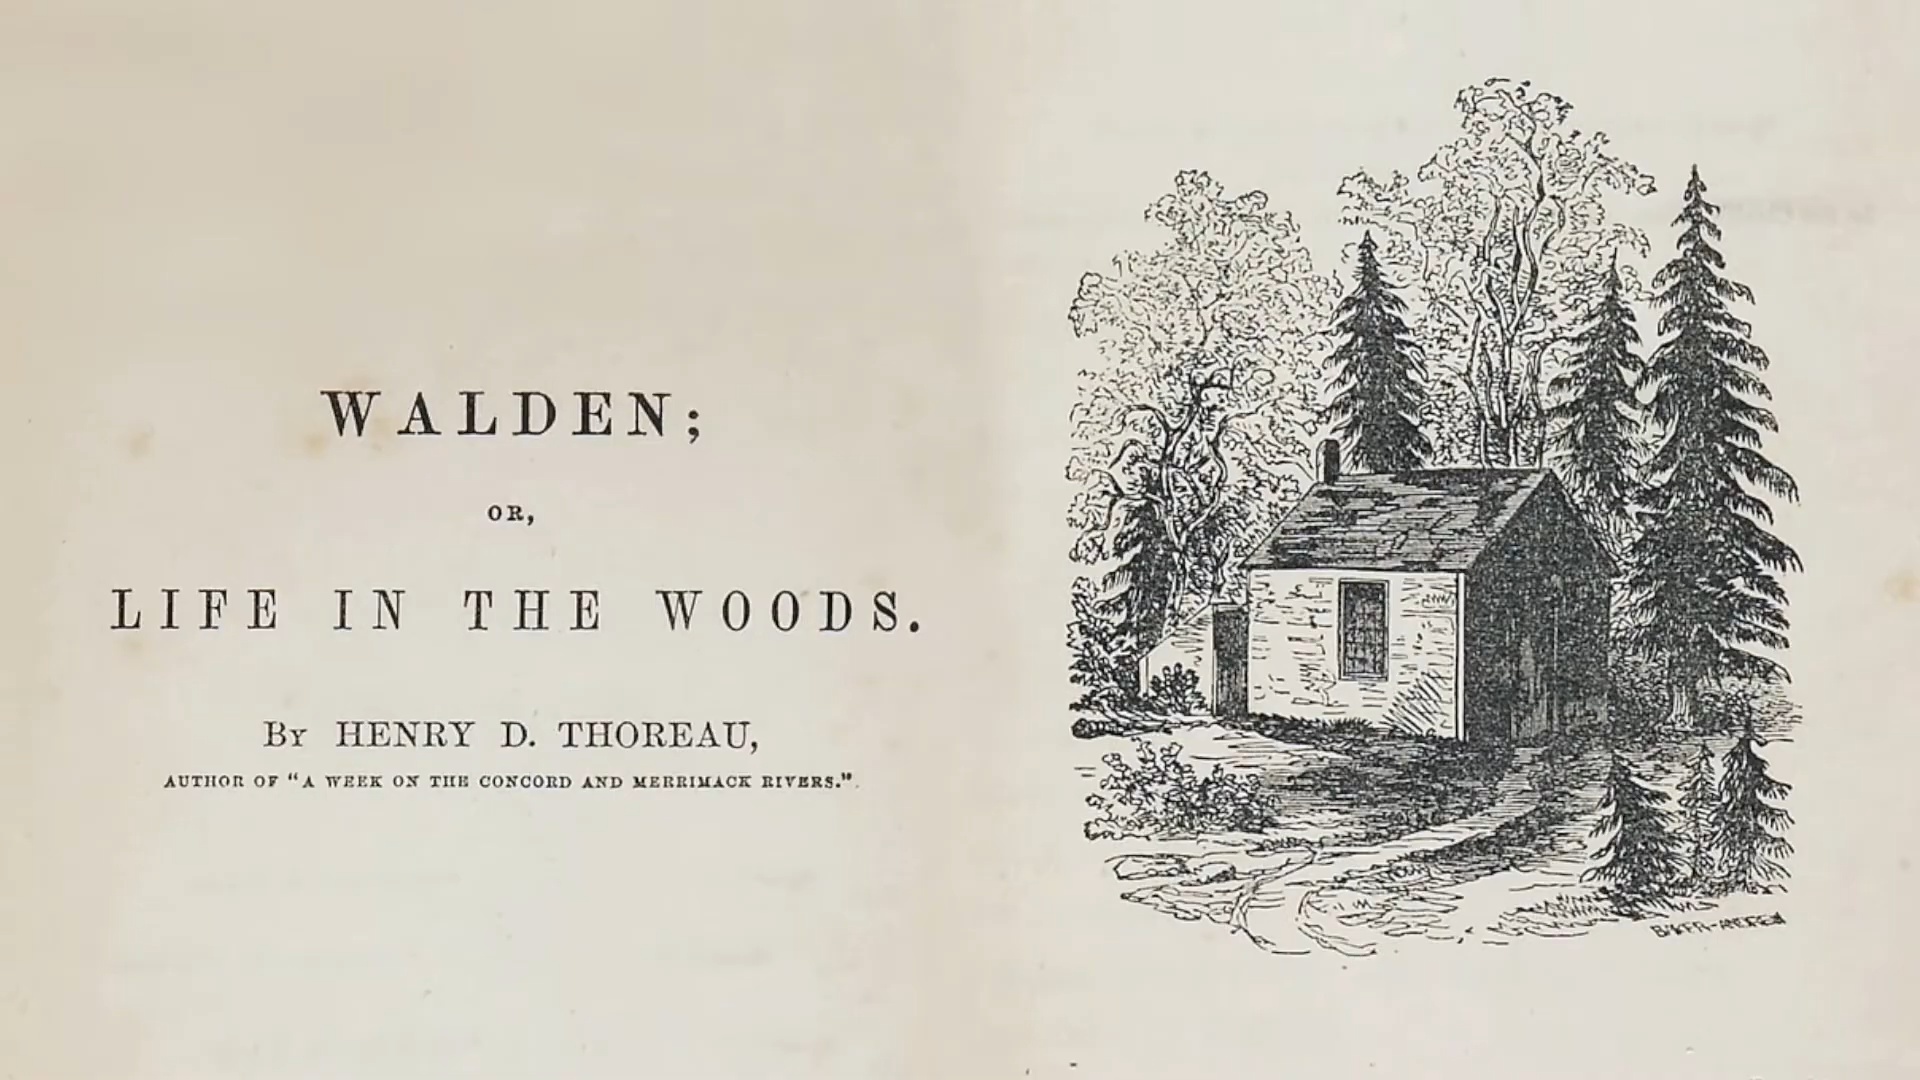 WALDEN;
OR,
LIFE IN THE WOODS.
By HENRY D. THOREAU,
AUTHOR OF "A WEEK ON THE CONCORD AND MERRIMACK RIVERS."